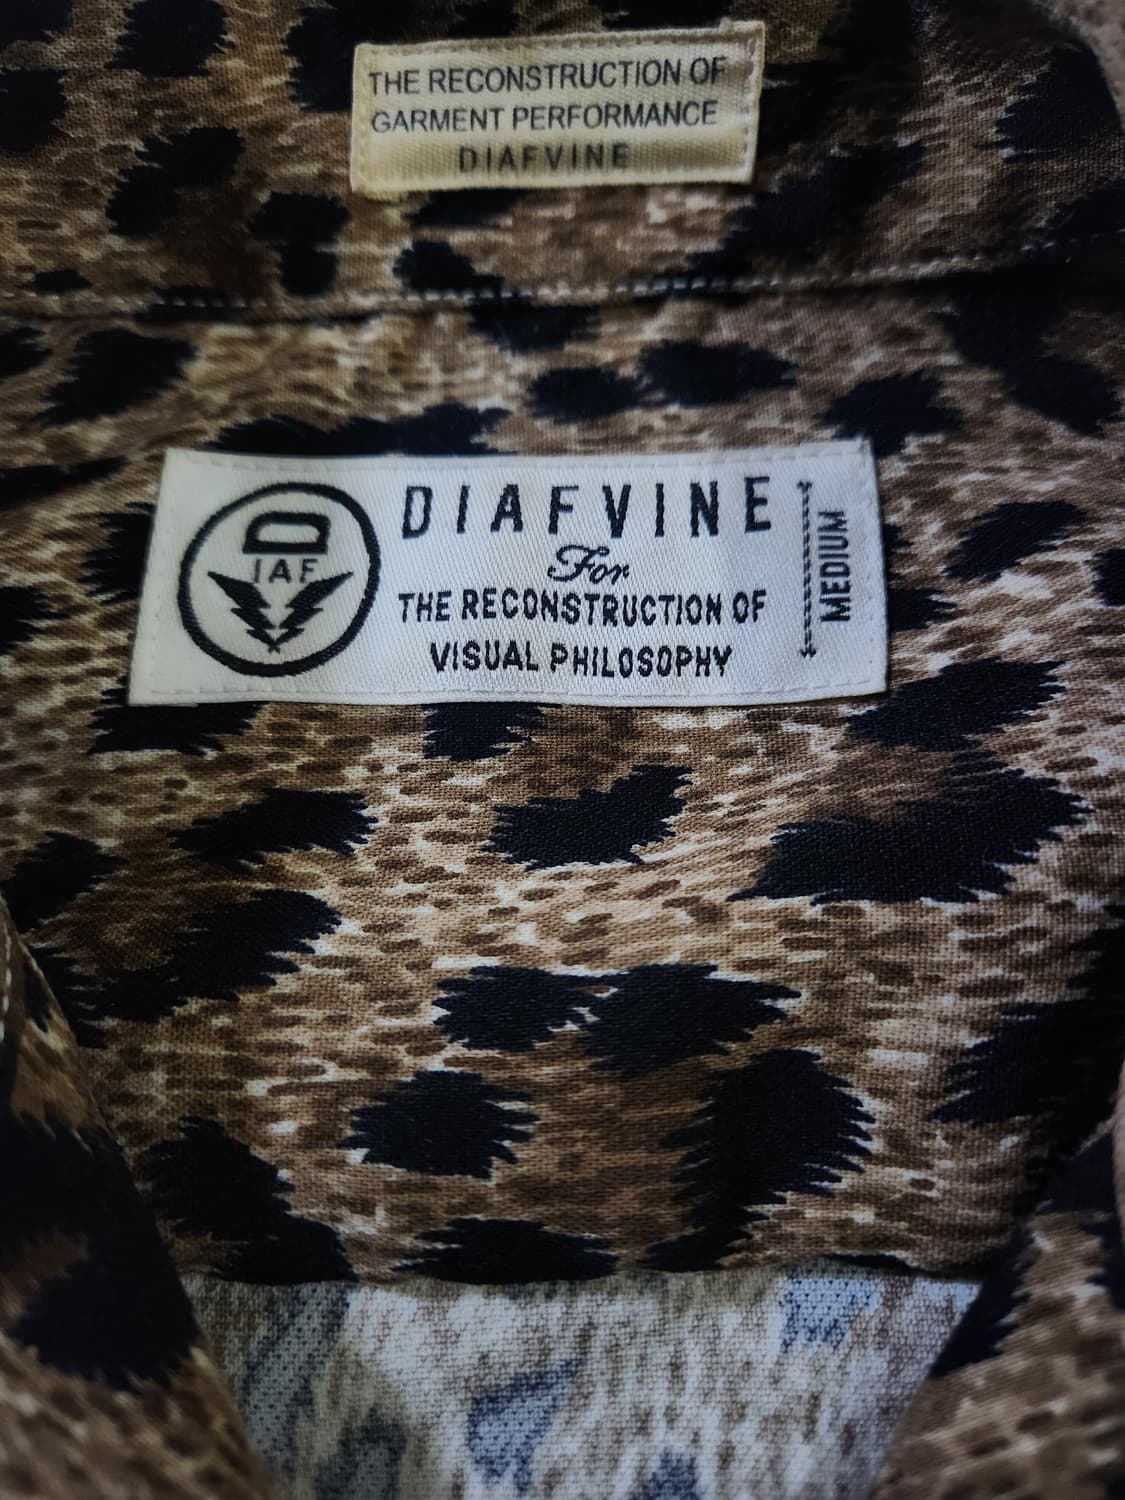 THE RECONSTRUCTION OF
GARMENT PERFORMANCE
DIAFVINE
D
IAF
DIAFVINE
For
THE RECONSTRUCTION OF
VISUAL PHILOSOPHY
MEDIUM